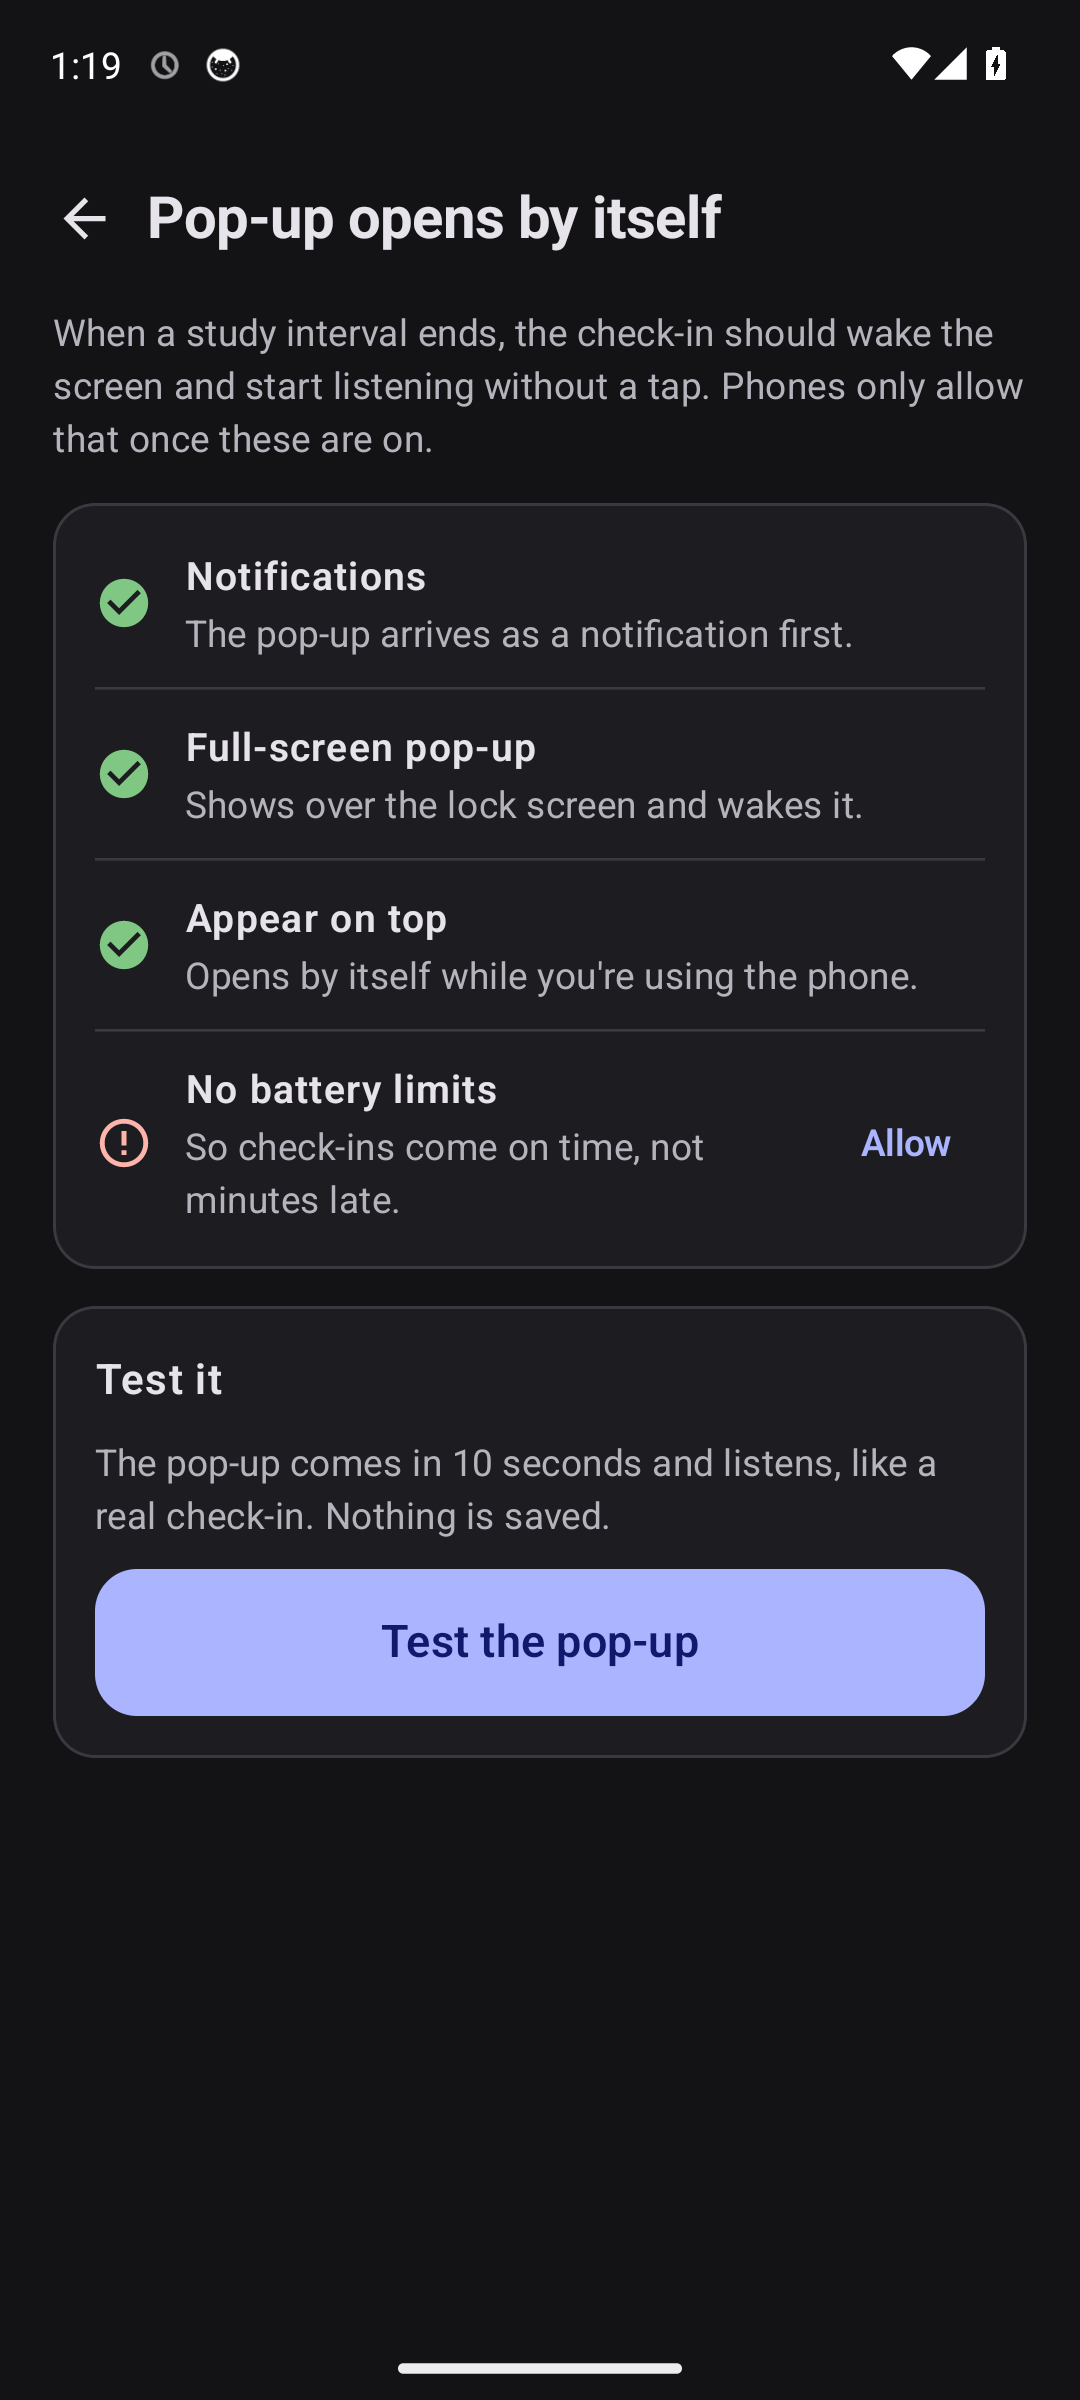 1:19
Pop-up opens by itself
When a study interval ends, the check-in should wake the
screen and start listening without a tap. Phones only allow
that once these are on.
Notifications
The pop-up arrives as a notification first.
Full-screen pop-up
Shows over the lock screen and wakes it.
Appear on top
Opens by itself while you're using the phone.
No battery limits
So check-ins come on time, not
minutes late.
Allow
Test it
The pop-up comes in 10 seconds and listens, like a
real check-in. Nothing is saved.
Test the pop-up